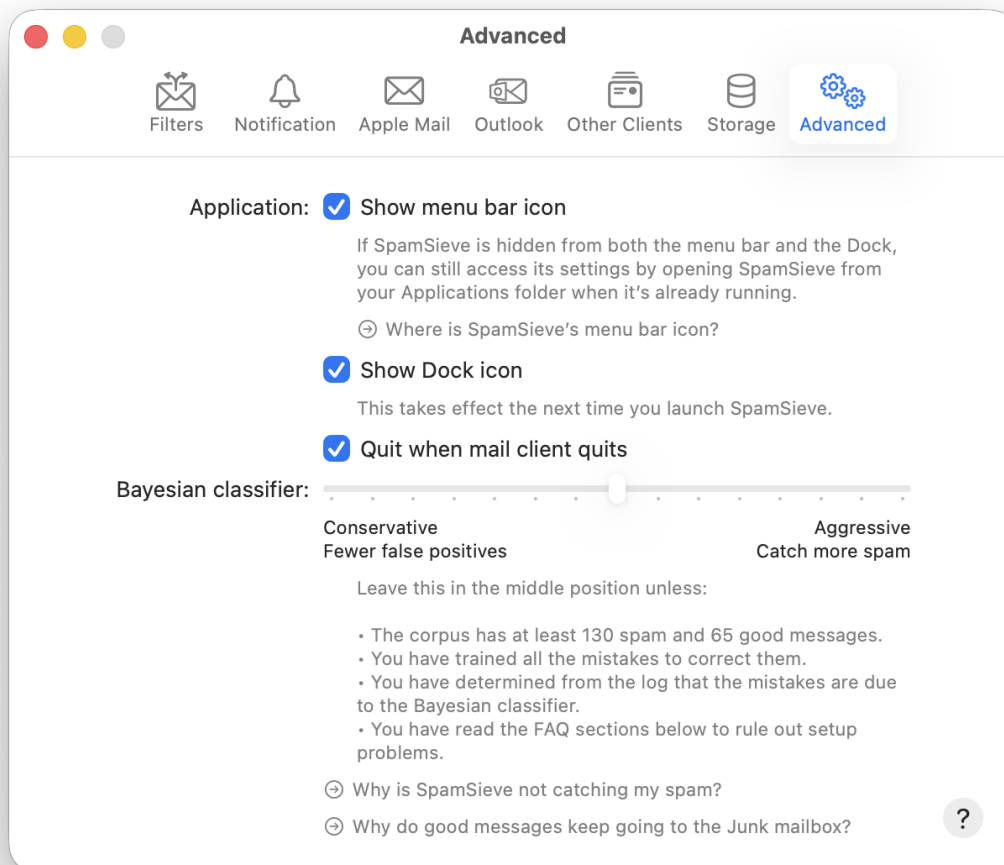 Advanced
Filters
Notification
Apple Mail
Outlook
Other Clients
Storage
Advanced
Application:
Show menu bar icon
If SpamSieve is hidden from both the menu bar and the Dock,
you can still access its settings by opening SpamSieve from
your Applications folder when it’s already running.
Where is SpamSieve’s menu bar icon?
Show Dock icon
This takes effect the next time you launch SpamSieve.
Quit when mail client quits
Bayesian classifier:
Conservative
Fewer false positives
Aggressive
Catch more spam
Leave this in the middle position unless:
• The corpus has at least 130 spam and 65 good messages.
• You have trained all the mistakes to correct them.
• You have determined from the log that the mistakes are due
to the Bayesian classifier.
• You have read the FAQ sections below to rule out setup
problems.
Why is SpamSieve not catching my spam?
Why do good messages keep going to the Junk mailbox?
?